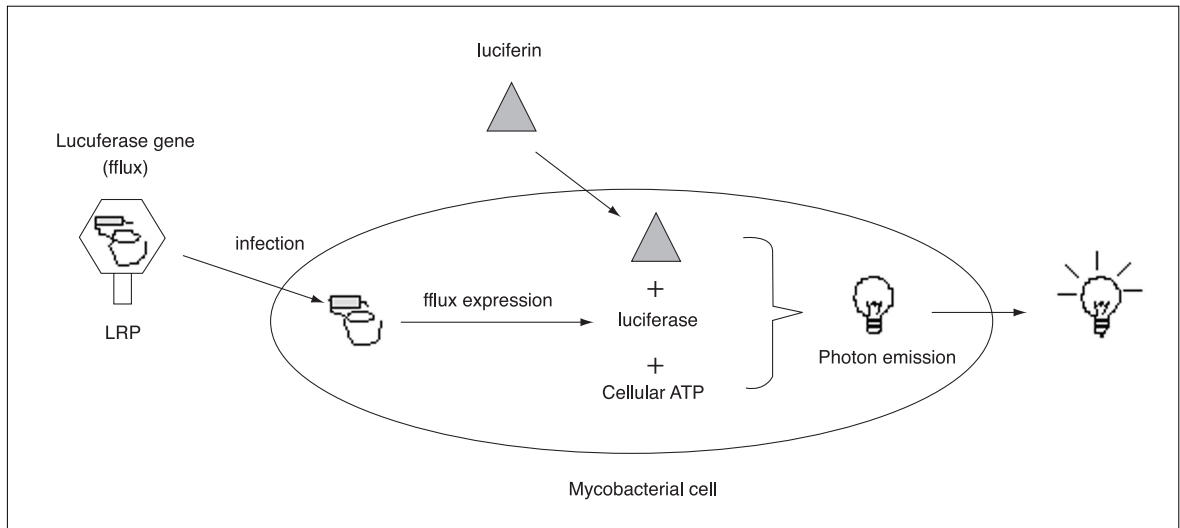 luciferin
Lucuferase gene
(fflux)
infection
LRP
fflux expression
+
luciferase
+
Cellular ATP
Photon emission
Mycobacterial cell